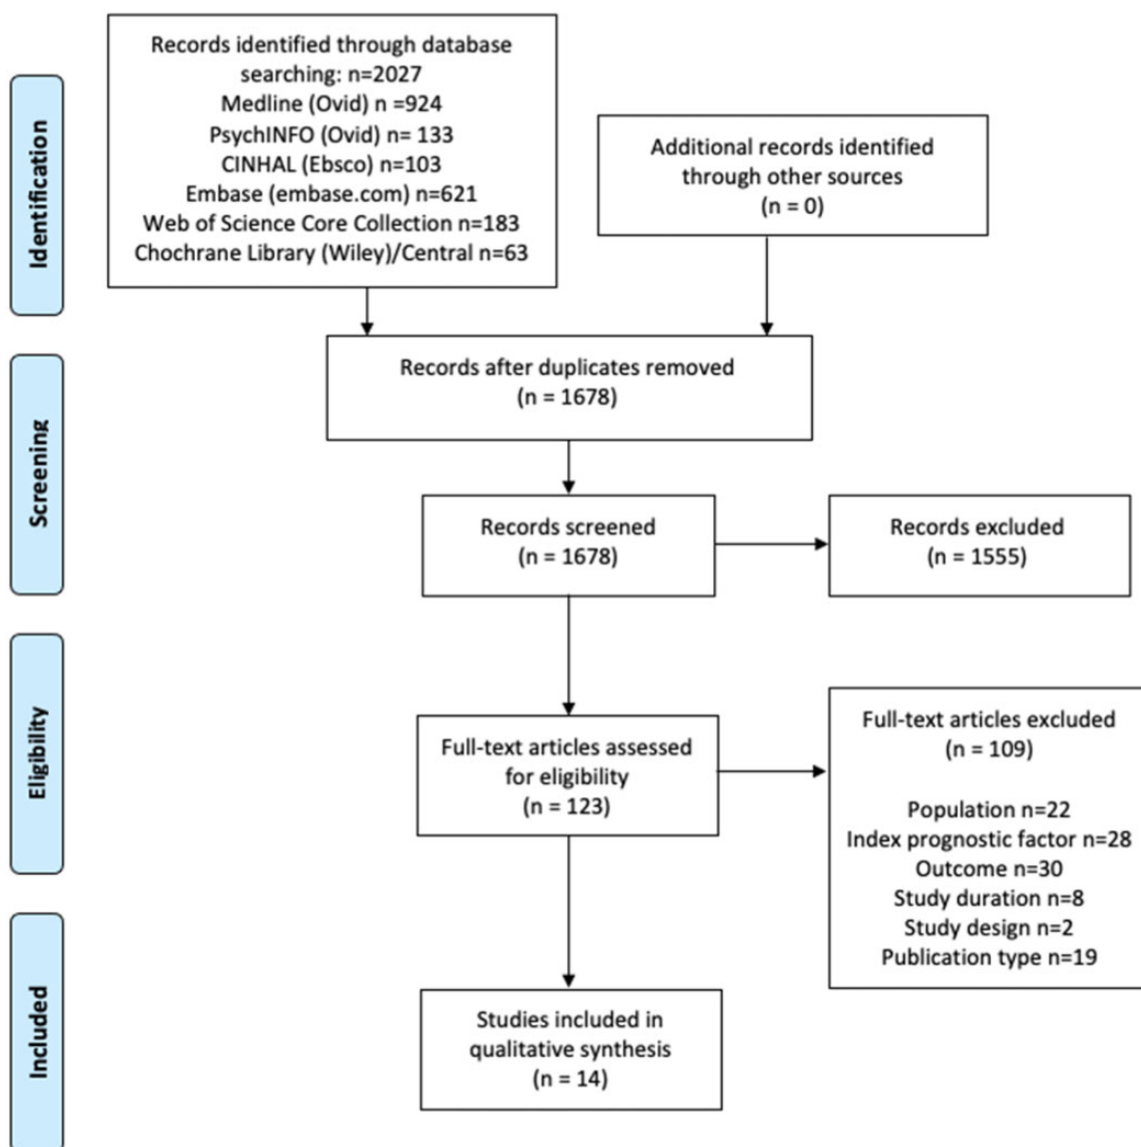 Identification
Records identified through database
searching: n=2027
Medline (Ovid) n =924
PsychINFO (Ovid) n= 133
CINHAL (Ebsco) n=103
Embase (embase.com) n=621
Web of Science Core Collection n=183
Chochrane Library (Wiley)/Central n=63
Additional records identified
through other sources
(n = 0)
Screening
Records after duplicates removed
(n = 1678)
Records screened
(n = 1678)
Records excluded
(n = 1555)
Eligibility
Full-text articles assessed
for eligibility
(n = 123)
Full-text articles excluded
(n = 109)
Population n=22
Index prognostic factor n=28
Outcome n=30
Study duration n=8
Study design n=2
Publication type n=19
Included
Studies included in
qualitative synthesis
(n = 14)